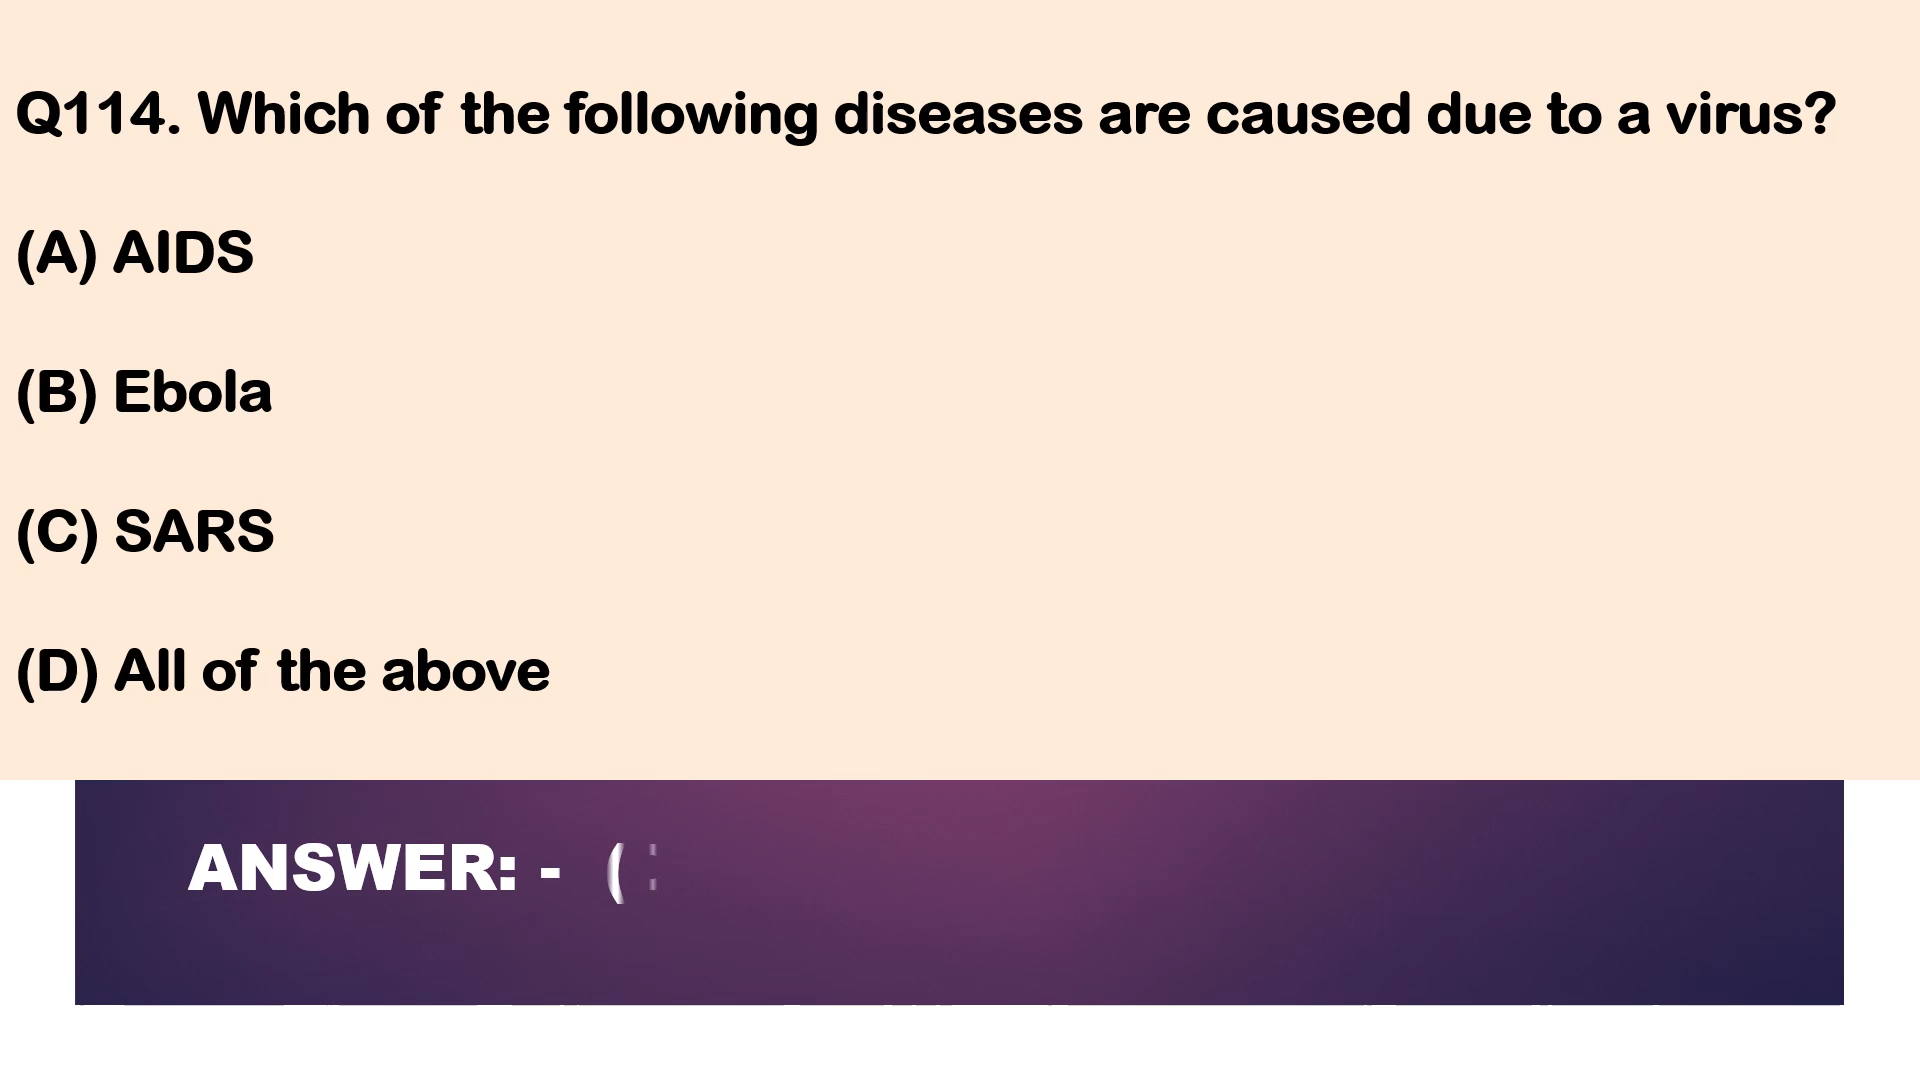 Q114. Which of the following diseases are caused due to a virus?
(A) AIDS
(B) Ebola
(C) SARS
(D) All of the above
ANSWER: - (